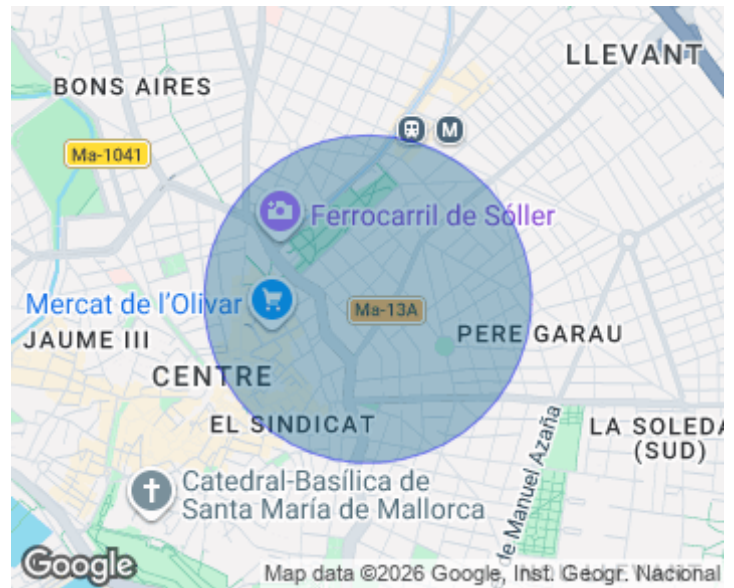 LLEVANT
BONS AIRES
M
Ma-1041
Ferrocarril de Sóller
Mercat de l'Olivar
Ma-13A
JAUME III
PERE GARAU
CENTRE
EL SINDICAT
LA SOLEDA
(SUD)
de Manuel Azaña
Catedral-Basílica de
Santa María de Mallorca
Google
Map data ©2026 Google, Inst. Geogr. Nacional